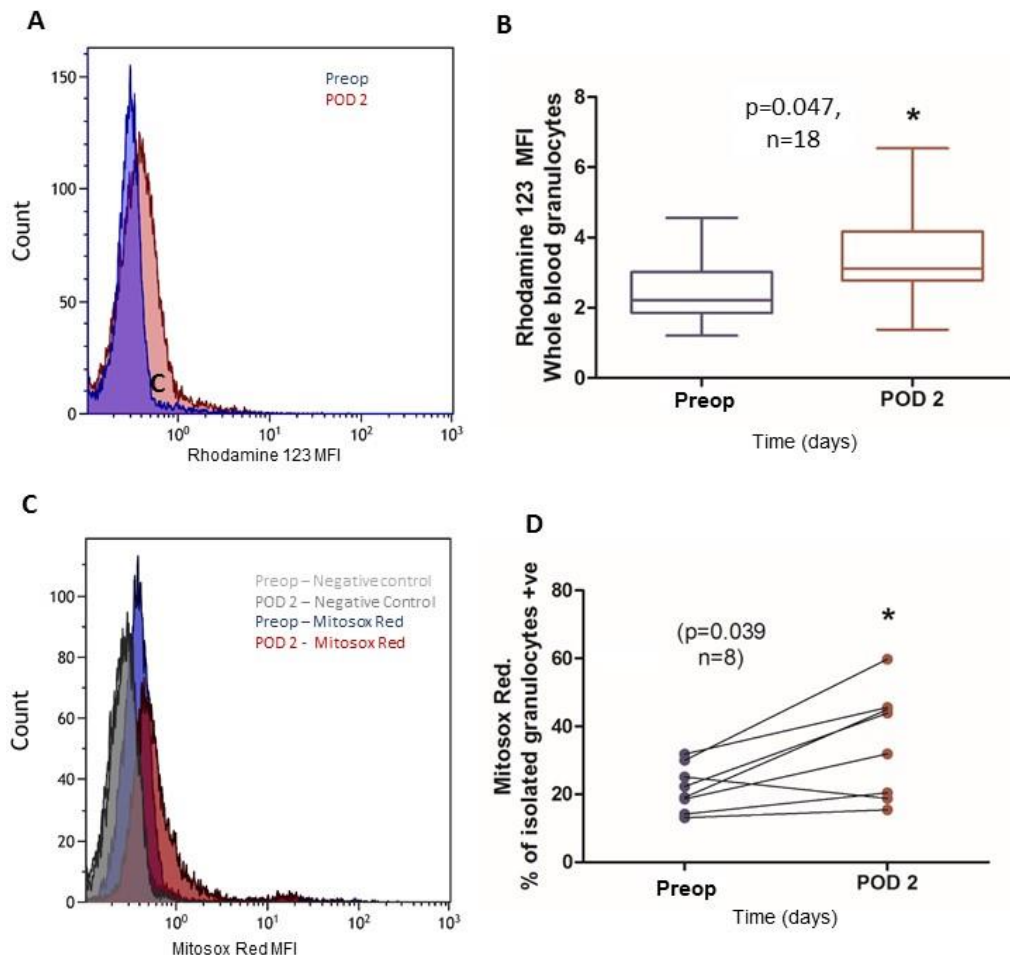 A
Preop
POD 2
150
100
50
0
C
10⁰
10¹
10²
10³
Count
Rhodamine 123 MFI
B
p=0.047,
n=18
*
8
6
4
2
0
Rhodamine 123 MFI
Whole blood granulocytes
Preop
POD 2
Time (days)
C
Preop – Negative control
POD 2 – Negative Control
Preop – Mitosox Red
POD 2 - Mitosox Red
100
80
60
40
20
0
10⁰
10¹
10²
10³
Count
Mitosox Red MFI
D
(p=0.039
n=8)
*
80
60
40
20
0
Mitosox Red.
% of isolated granulocytes +ve
Preop
POD 2
Time (days)